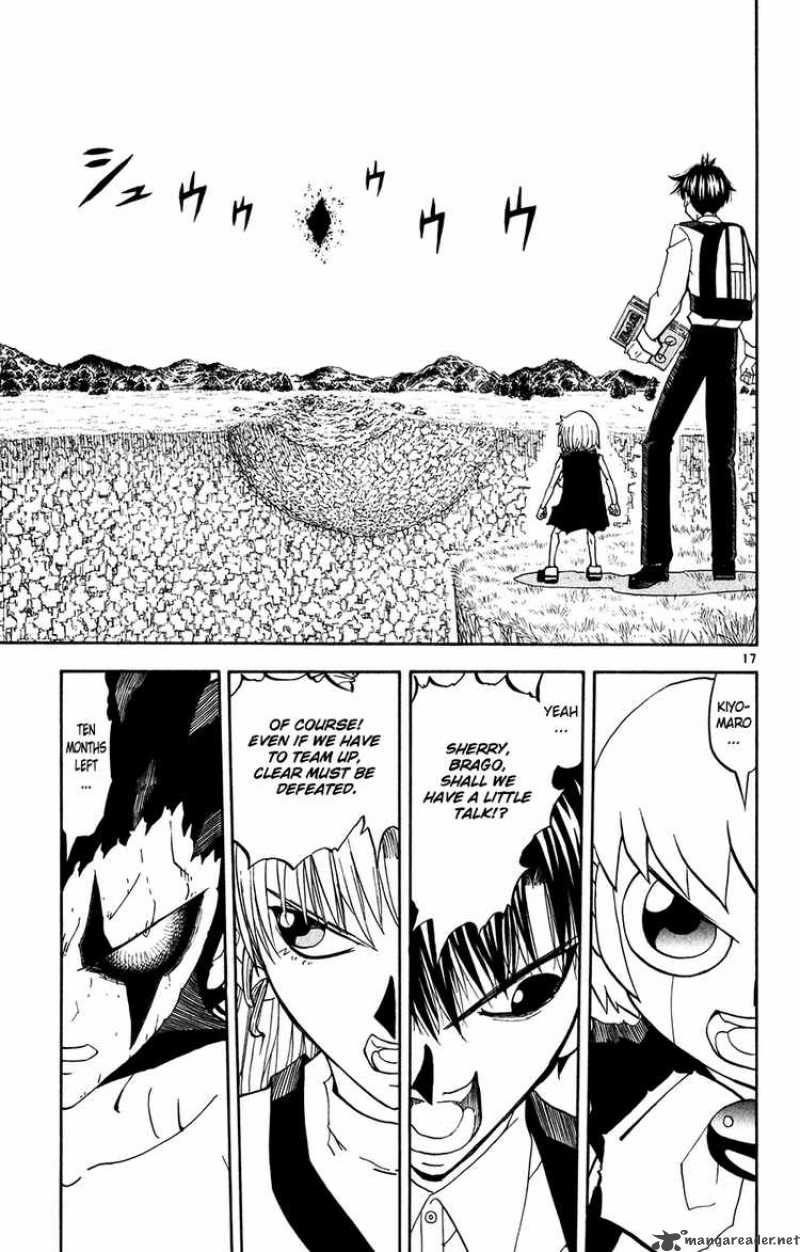 シュウゥゥゥゥ
17
KIYO-
MARO
...
YEAH
...
SHERRY,
BRAGO,
SHALL WE
HAVE A LITTLE
TALK!?
OF COURSE!
EVEN IF WE HAVE
TO TEAM UP,
CLEAR MUST BE
DEFEATED.
TEN
MONTHS
LEFT
...
mangareader.net